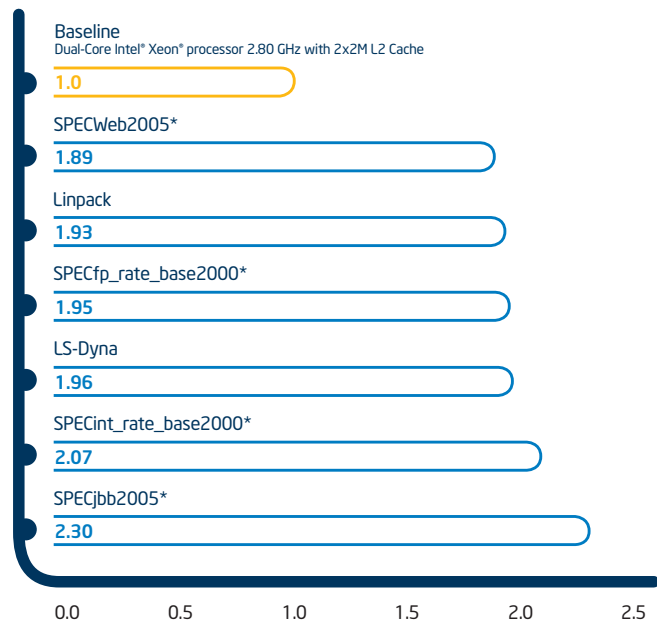 Baseline
Dual-Core Intel® Xeon® processor 2.80 GHz with 2x2M L2 Cache
1.0
SPECWeb2005*
1.89
Linpack
1.93
SPECfp_rate_base2000*
1.95
LS-Dyna
1.96
SPECint_rate_base2000*
2.07
SPECjbb2005*
2.30
0.0 0.5 1.0 1.5 2.0 2.5